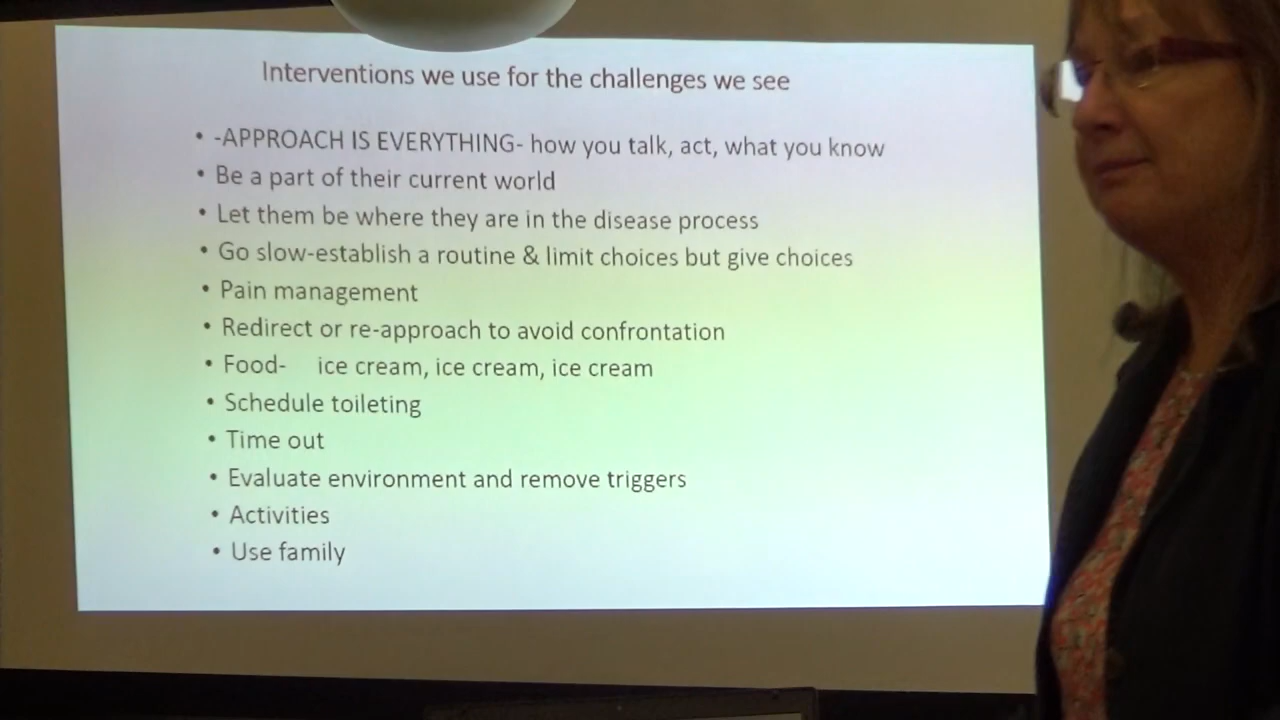 Interventions we use for the challenges we see
• -APPROACH IS EVERYTHING- how you talk, act, what you know
• Be a part of their current world
• Let them be where they are in the disease process
• Go slow-establish a routine & limit choices but give choices
• Pain management
• Redirect or re-approach to avoid confrontation
• Food- ice cream, ice cream, ice cream
• Schedule toileting
• Time out
• Evaluate environment and remove triggers
• Activities
• Use family